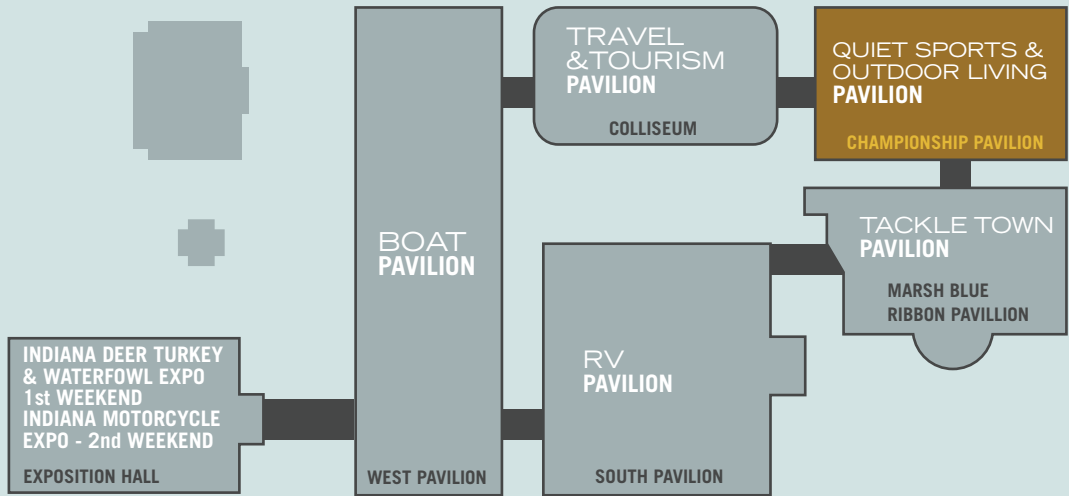 TRAVEL
&TOURISM
PAVILION
COLLISEUM
QUIET SPORTS &
OUTDOOR LIVING
PAVILION
CHAMPIONSHIP PAVILION
BOAT
PAVILION
WEST PAVILION
TACKLE TOWN
PAVILION
MARSH BLUE
RIBBON PAVILLION
RV
PAVILION
SOUTH PAVILION
INDIANA DEER TURKEY
& WATERFOWL EXPO
1st WEEKEND
INDIANA MOTORCYCLE
EXPO - 2nd WEEKEND
EXPOSITION HALL